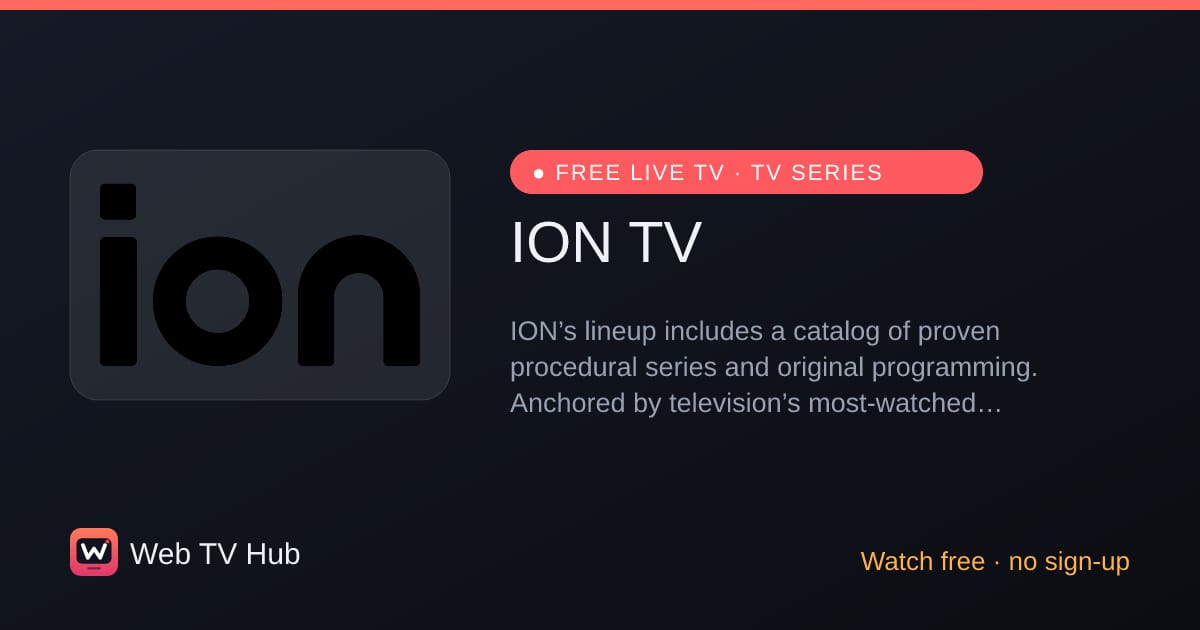 ion
• FREE LIVE TV · TV SERIES
ION TV
ION’s lineup includes a catalog of proven
procedural series and original programming.
Anchored by television’s most-watched…
W
Web TV Hub
Watch free · no sign-up